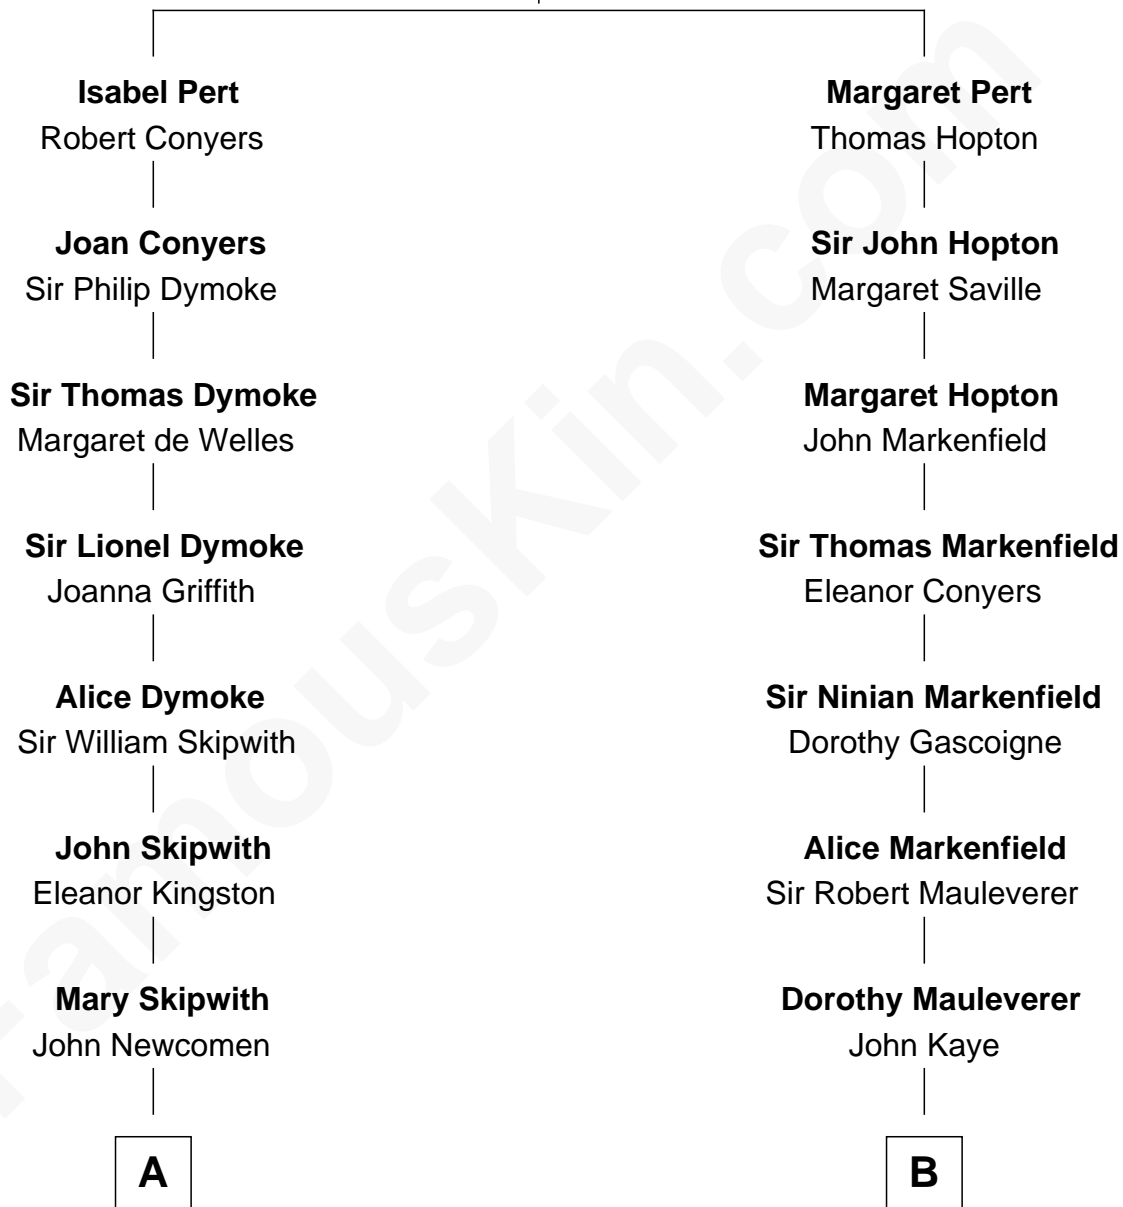 Isabel Pert
Robert Conyers
Joan Conyers
Sir Philip Dymoke
Sir Thomas Dymoke
Margaret de Welles
Sir Lionel Dymoke
Joanna Griffith
Alice Dymoke
Sir William Skipwith
John Skipwith
Eleanor Kingston
Mary Skipwith
John Newcomen
A
Margaret Pert
Thomas Hopton
Sir John Hopton
Margaret Saville
Margaret Hopton
John Markenfield
Sir Thomas Markenfield
Eleanor Conyers
Sir Ninian Markenfield
Dorothy Gascoigne
Alice Markenfield
Sir Robert Mauleverer
Dorothy Mauleverer
John Kaye
B
FamousKin.com